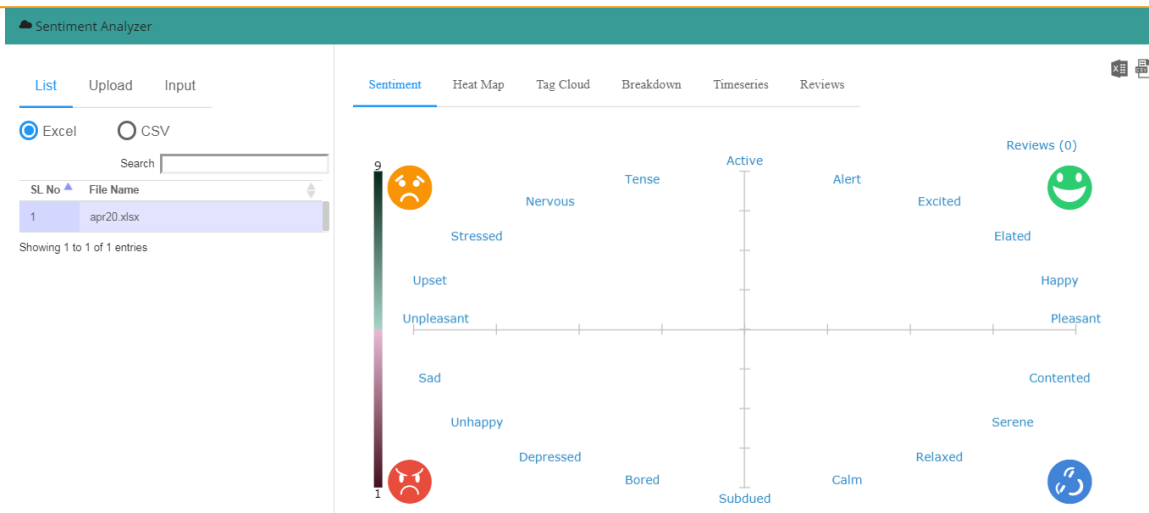 Sentiment Analyzer
List Upload Input
Excel CSV
Search
SL No File Name
1 apr20.xlsx
Showing 1 to 1 of 1 entries
Sentiment Heat Map Tag Cloud Breakdown Timeseries Reviews
Reviews (0)
9
Active
Tense Alert
Nervous Excited
Stressed Elated
Upset Happy
Unpleasant Pleasant
Sad Contented
Unhappy Serene
Depressed Relaxed
Bored Calm
1
Subdued